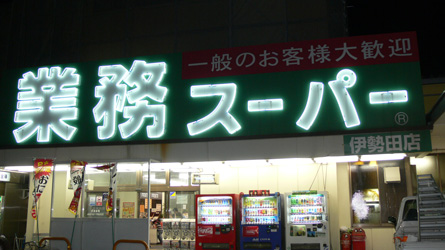 一般のお客様大歓迎
業務スーパー®
伊勢田店